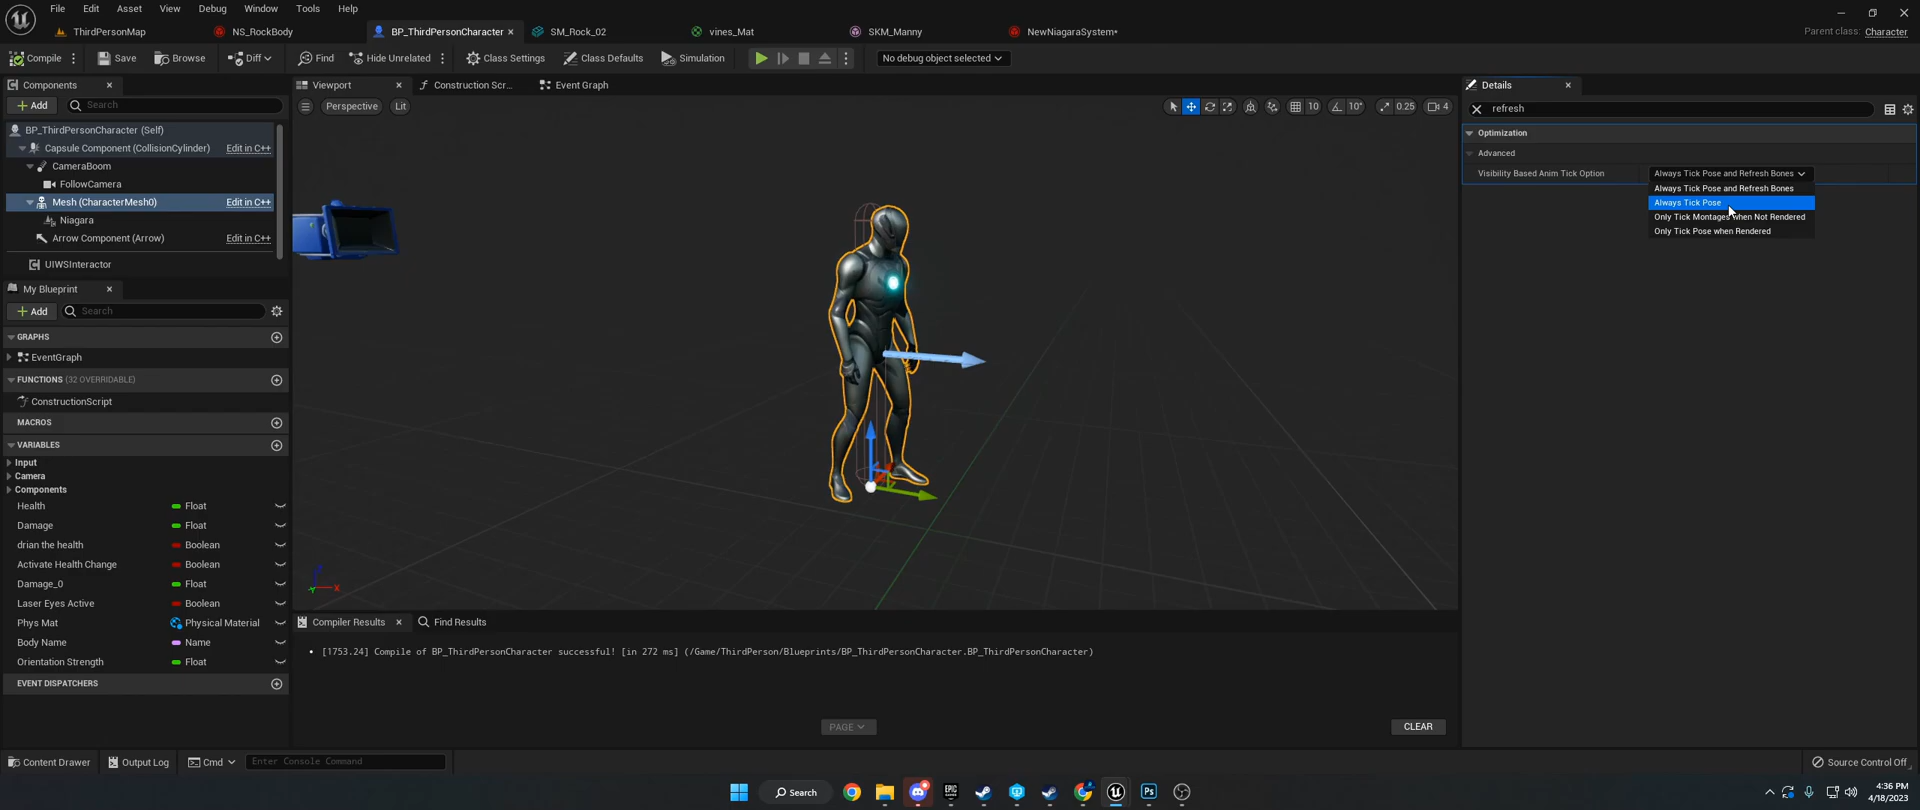 File Edit Asset View Debug Window Tools Help
ThirdPersonMap NS_RockBody BP_ThirdPersonCharacter SM_Rock_02 vines_Mat SKM_Manny NewNiagaraSystem* Parent class: Character
Compile Save Browse Diff Find Hide Unrelated Class Settings Class Defaults Simulation No debug object selected
Components Viewport Construction Scr... Event Graph Details
Add Search Perspective Lit 10 10° 0.25 4 refresh
BP_ThirdPersonCharacter (Self) Optimization
Capsule Component (CollisionCylinder) Edit in C++ Advanced
CameraBoom Visibility Based Anim Tick Option Always Tick Pose and Refresh Bones
FollowCamera Always Tick Pose and Refresh Bones
Mesh (CharacterMesh0) Edit in C++ Always Tick Pose
Niagara Only Tick Montages when Not Rendered
Arrow Component (Arrow) Edit in C++ Only Tick Pose when Rendered
UIWSInteractor
My Blueprint
Add Search
GRAPHS
EventGraph
FUNCTIONS (32 OVERRIDABLE)
ConstructionScript
MACROS
VARIABLES
Input
Camera
Components
Health Float
Damage Float
drian the health Boolean
Activate Health Change Boolean
Damage_0 Float
Laser Eyes Active Boolean
Phys Mat Physical Material
Body Name Name
Orientation Strength Float
EVENT DISPATCHERS
Compiler Results Find Results
[1753.24] Compile of BP_ThirdPersonCharacter successful! [in 272 ms] (/Game/ThirdPerson/Blueprints/BP_ThirdPersonCharacter.BP_ThirdPersonCharacter)
PAGE CLEAR
Content Drawer Output Log Cmd Enter Console Command Source Control Off
Search 4:36 PM
4/18/2023